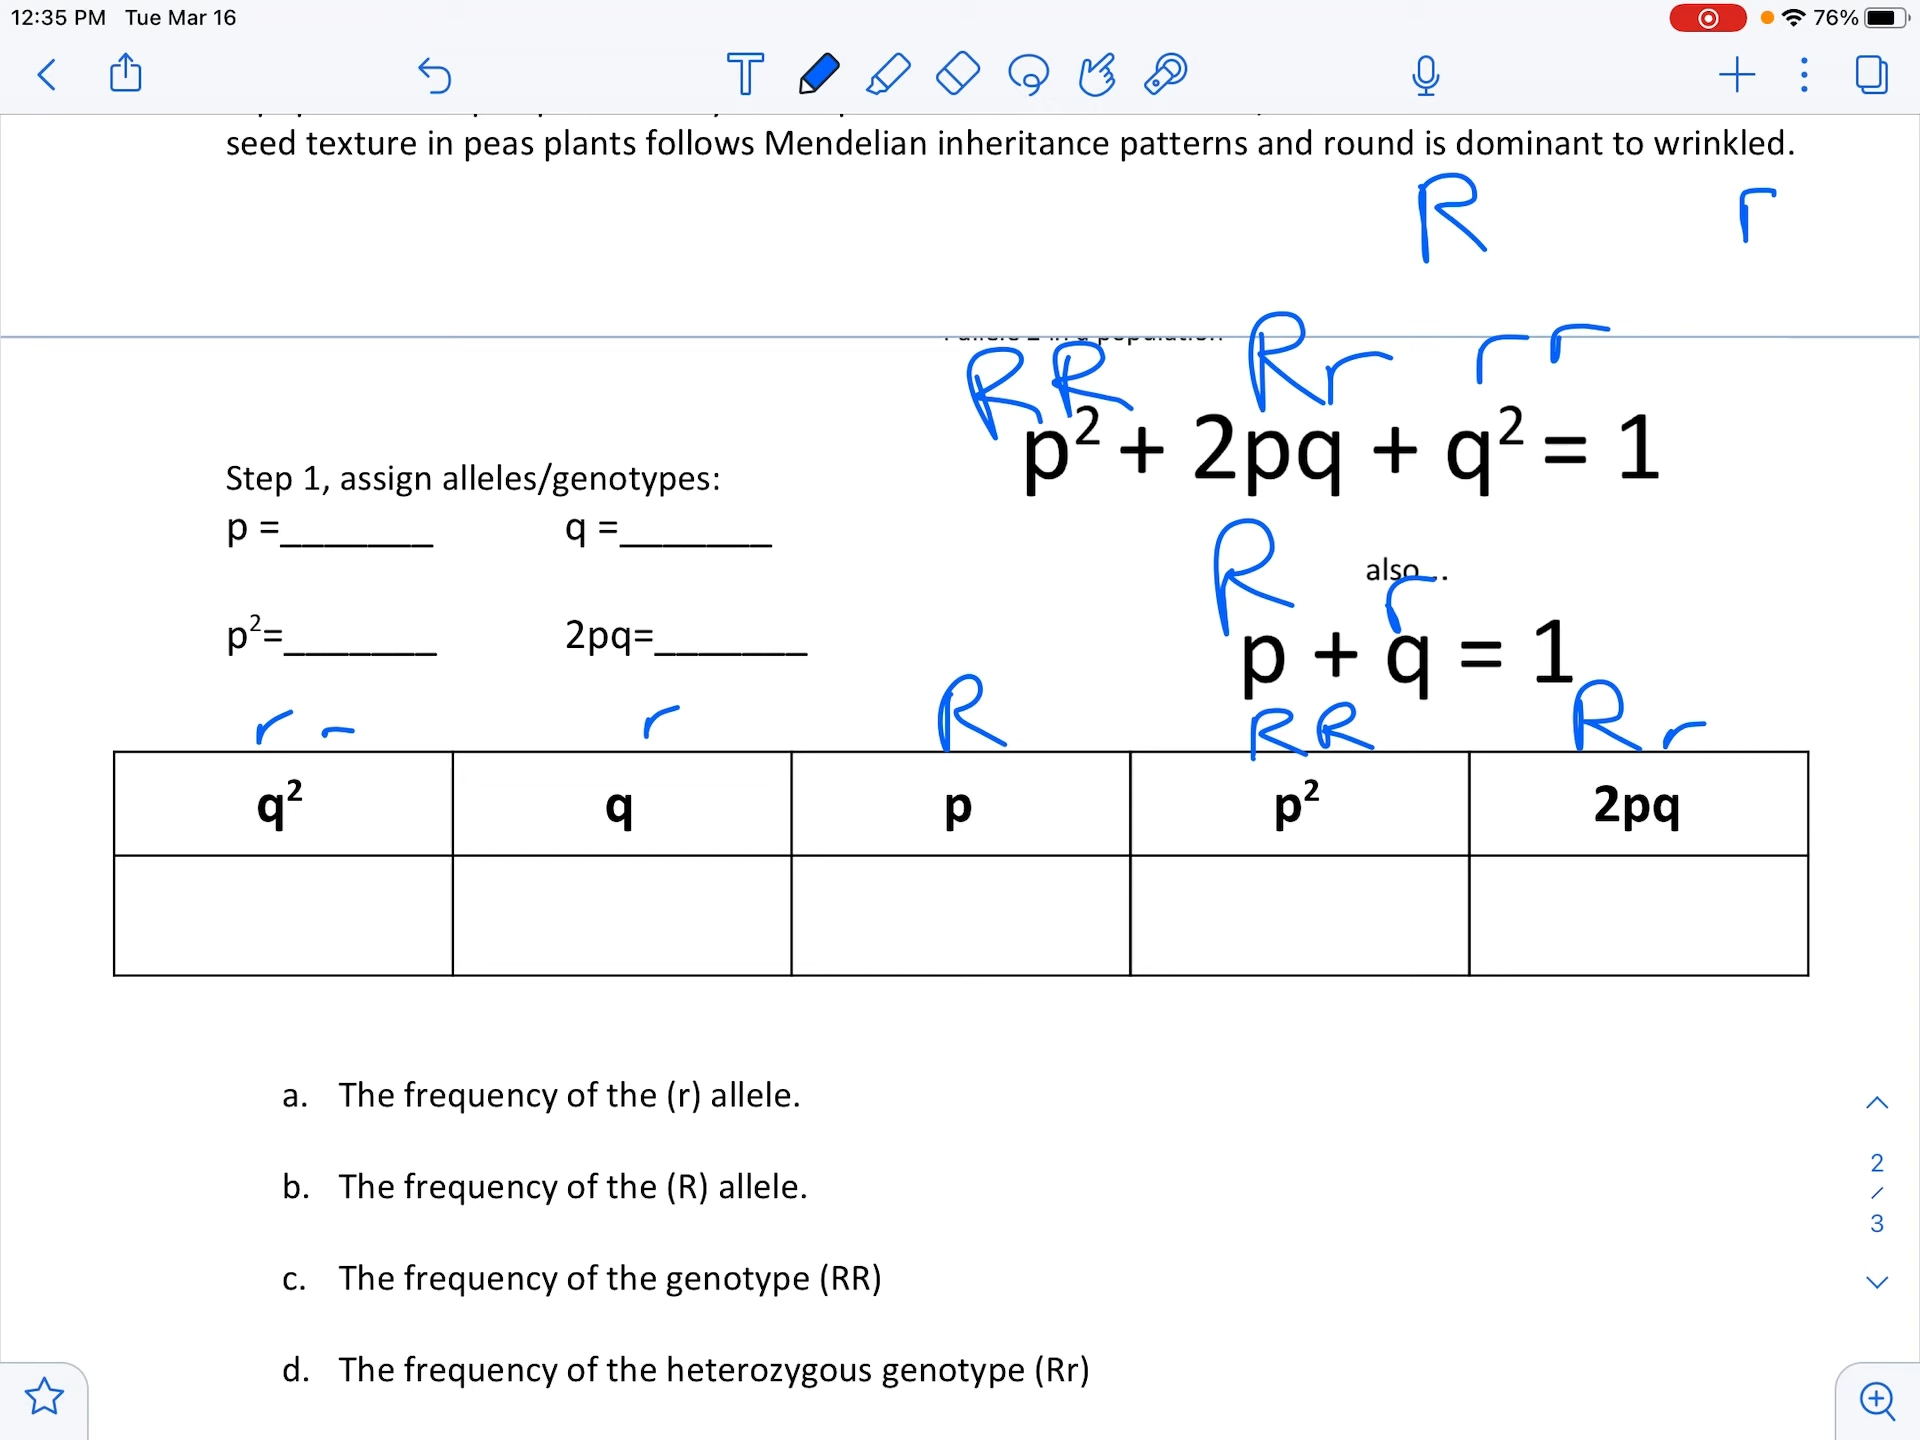 12:35 PM Tue Mar 16
76%
T
seed texture in peas plants follows Mendelian inheritance patterns and round is dominant to wrinkled.
R r
RR Rr rr
p² + 2pq + q² = 1
Step 1, assign alleles/genotypes:
p =_______ q =_______
also...
R r
p + q = 1
p²=_______ 2pq=_______
r r R RR Rr
q² q p p² 2pq
a. The frequency of the (r) allele.
b. The frequency of the (R) allele.
c. The frequency of the genotype (RR)
d. The frequency of the heterozygous genotype (Rr)
2
/
3